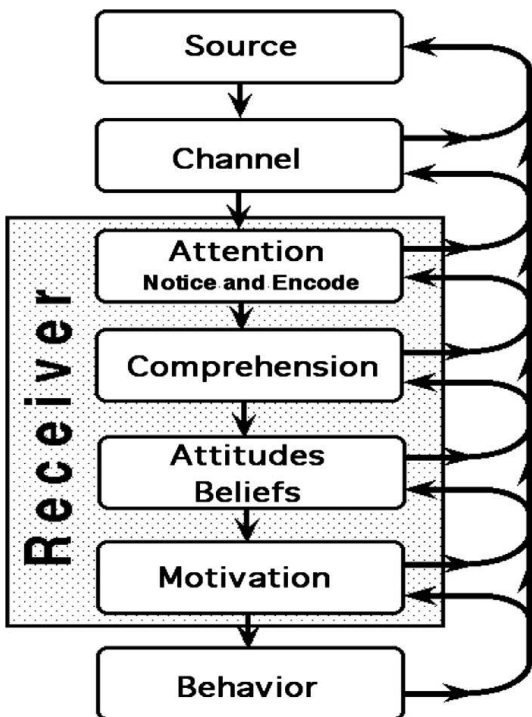 Source
Channel
Receiver
Attention
Notice and Encode
Comprehension
Attitudes
Beliefs
Motivation
Behavior